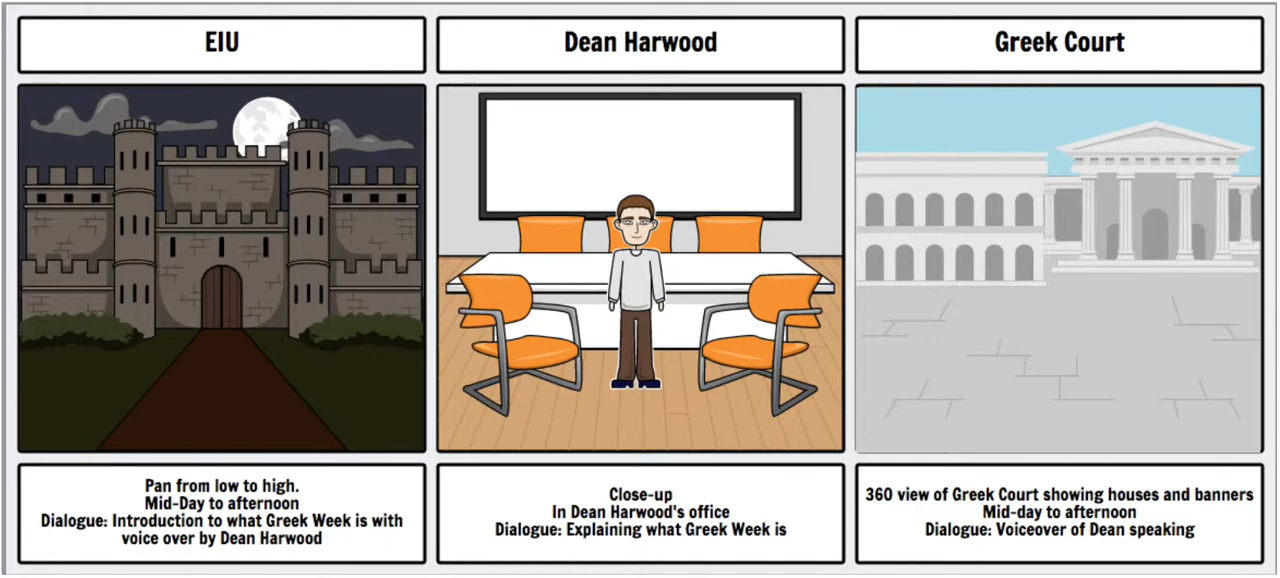 EIU
Dean Harwood
Greek Court
Pan from low to high.
Mid-Day to afternoon
Dialogue: Introduction to what Greek Week is with
voice over by Dean Harwood
Close-up
In Dean Harwood's office
Dialogue: Explaining what Greek Week is
360 view of Greek Court showing houses and banners
Mid-day to afternoon
Dialogue: Voiceover of Dean speaking